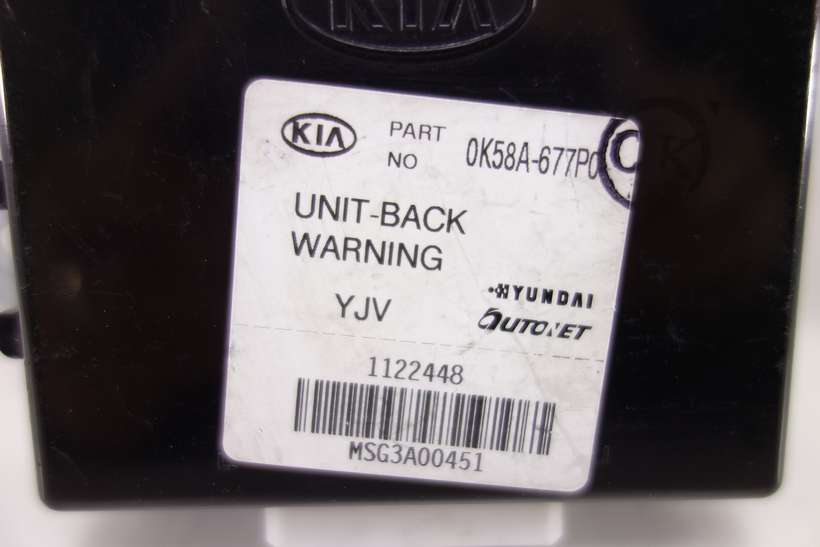 KIA
KIA
PART
NO
0K58A-677P0
UNIT-BACK
WARNING
YJV
HYUNDAI
AUTONET
1122448
MSG3A00451